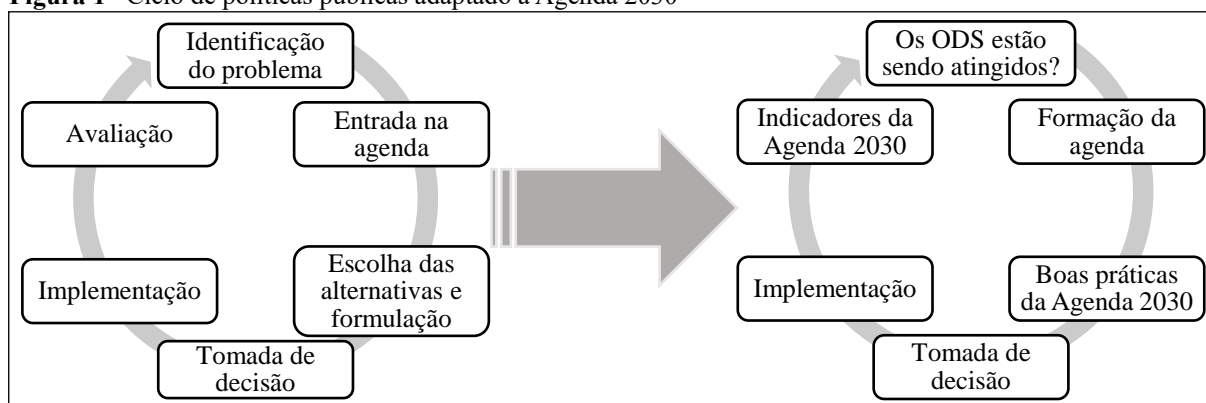 Figura 1 - Ciclo de políticas públicas adaptado à Agenda 2030
Identificação
do problema
Entrada na
agenda
Escolha das
alternativas e
formulação
Tomada de
decisão
Implementação
Avaliação
Os ODS estão
sendo atingidos?
Formação da
agenda
Boas práticas
da Agenda 2030
Tomada de
decisão
Implementação
Indicadores da
Agenda 2030